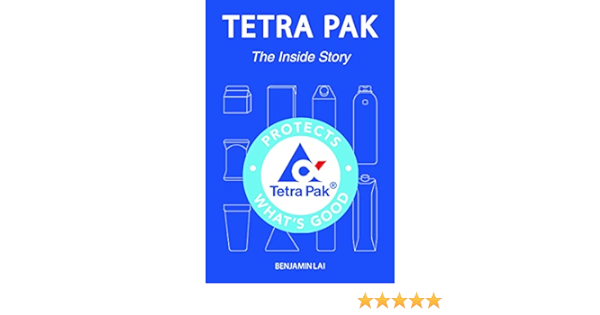 TETRA PAK
The Inside Story
PROTECTS
Tetra Pak®
WHAT'S GOOD
BENJAMIN LAI